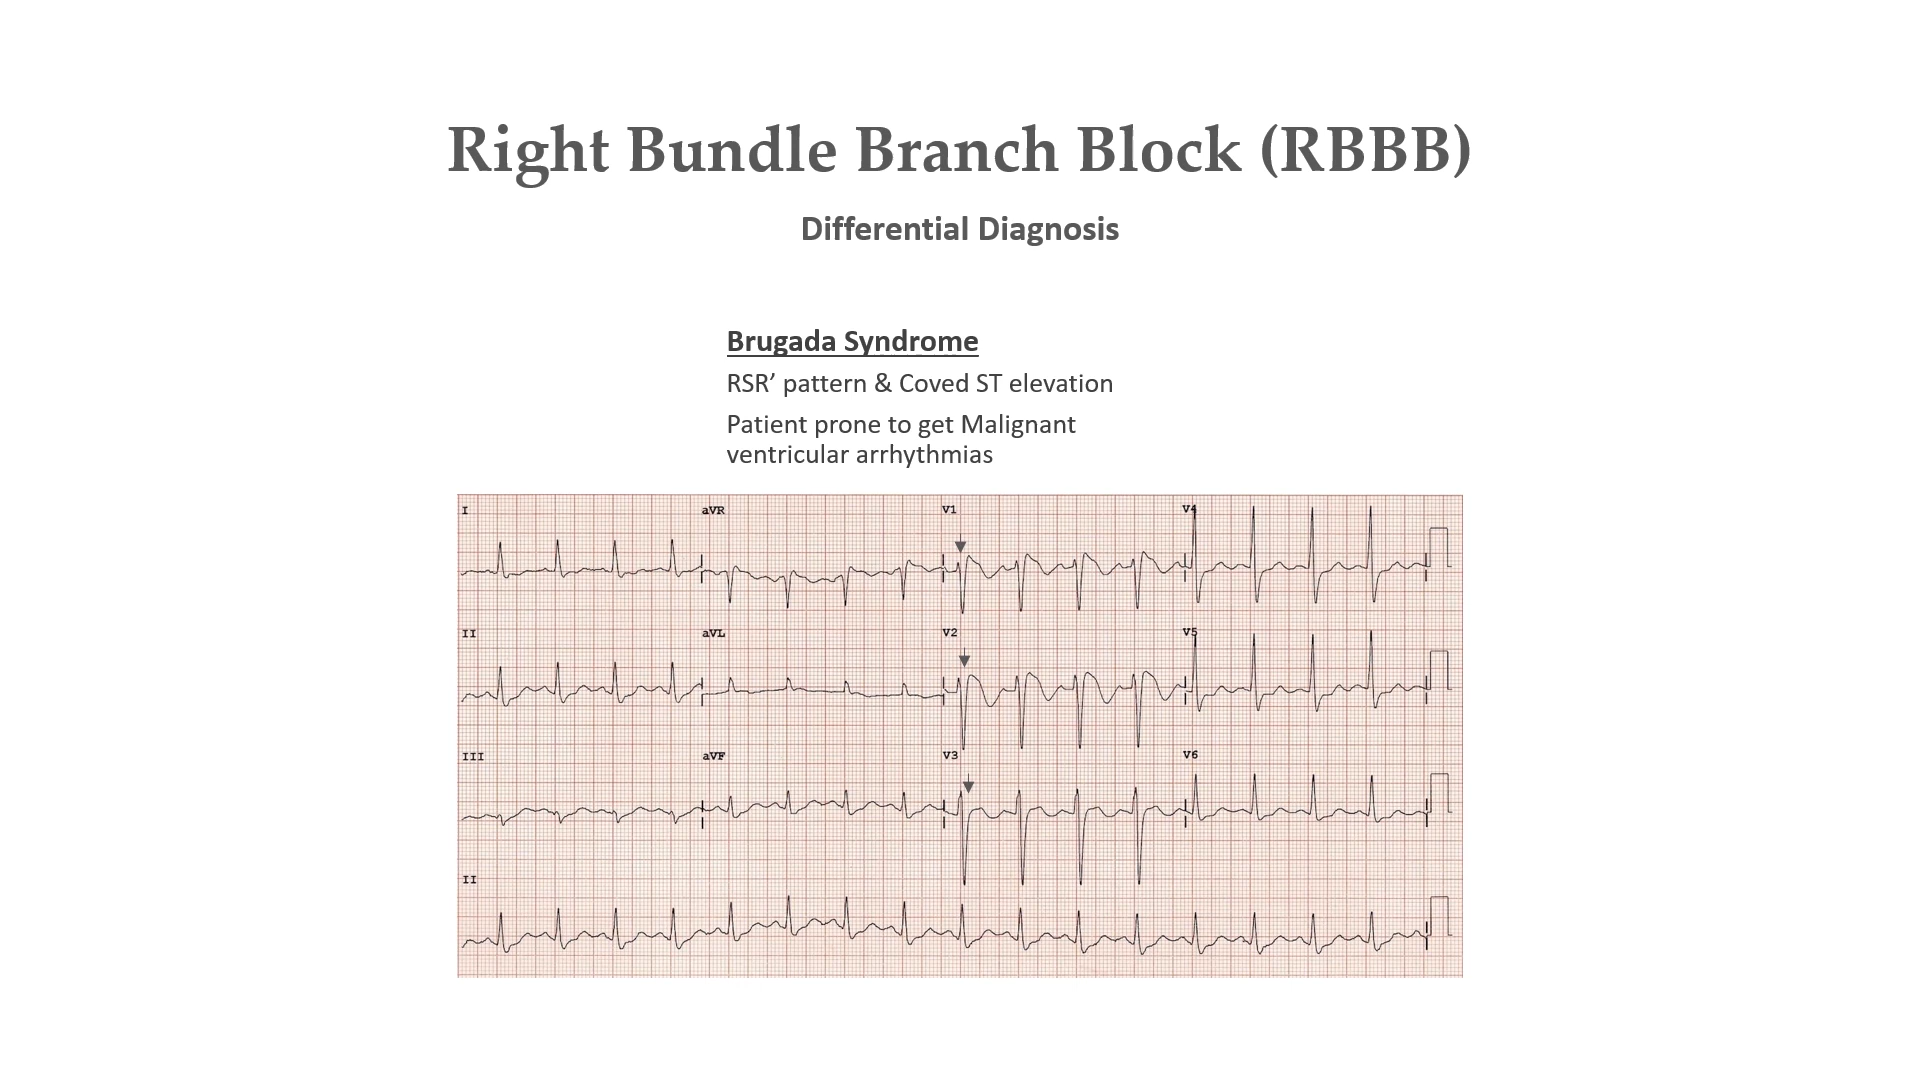 Right Bundle Branch Block (RBBB)
Differential Diagnosis
Brugada Syndrome
RSR’ pattern & Coved ST elevation
Patient prone to get Malignant
ventricular arrhythmias
I aVR V1 V4
II aVL V2 V5
III aVF V3 V6
II